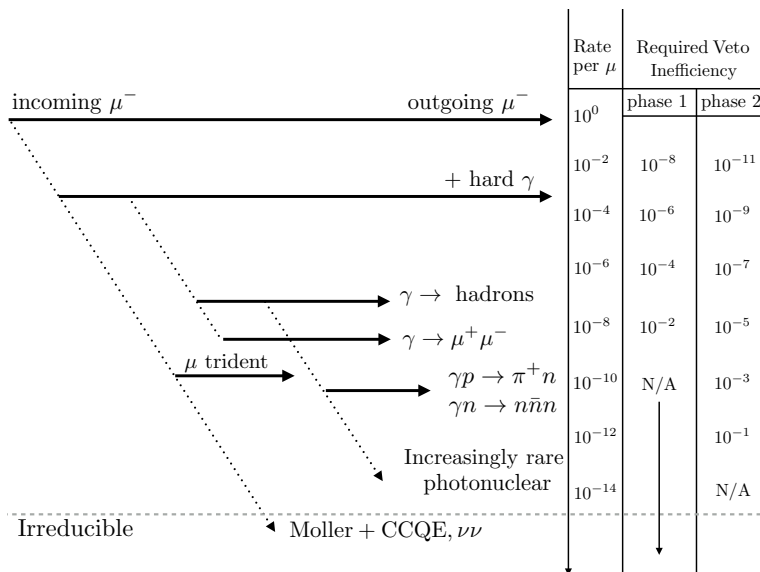 Rate per μ
Required Veto Inefficiency
phase 1 phase 2
incoming μ⁻ outgoing μ⁻
10⁰
10⁻² 10⁻⁸ 10⁻¹¹
+ hard γ
10⁻⁴ 10⁻⁶ 10⁻⁹
10⁻⁶ 10⁻⁴ 10⁻⁷
γ → hadrons
10⁻⁸ 10⁻² 10⁻⁵
γ → μ⁺μ⁻
μ trident
γp → π⁺n
10⁻¹⁰ N/A 10⁻³
γn → nn̄n
10⁻¹² 10⁻¹
Increasingly rare
photonuclear
10⁻¹⁴ N/A
Irreducible
Moller + CCQE, νν